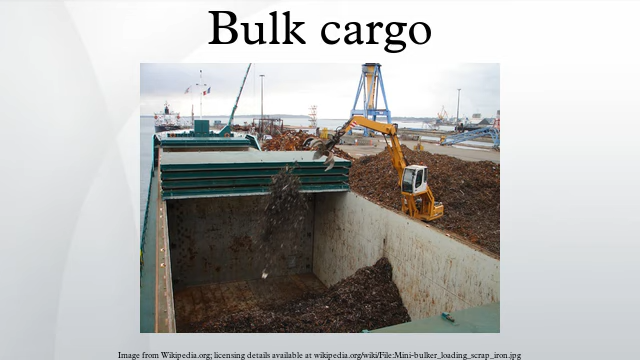 Bulk cargo
Image from Wikipedia.org; licensing details available at wikipedia.org/wiki/File:Mini-bulker_loading_scrap_iron.jpg